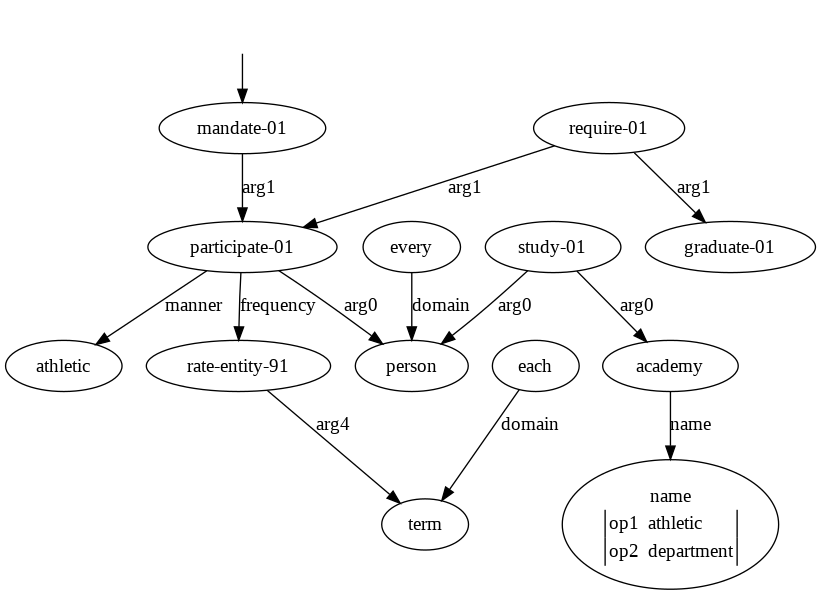 mandate-01
require-01
arg1
arg1
arg1
participate-01
every
study-01
graduate-01
manner
frequency
arg0
domain
arg0
arg0
athletic
rate-entity-91
person
each
academy
arg4
domain
name
term
name
op1 athletic
op2 department